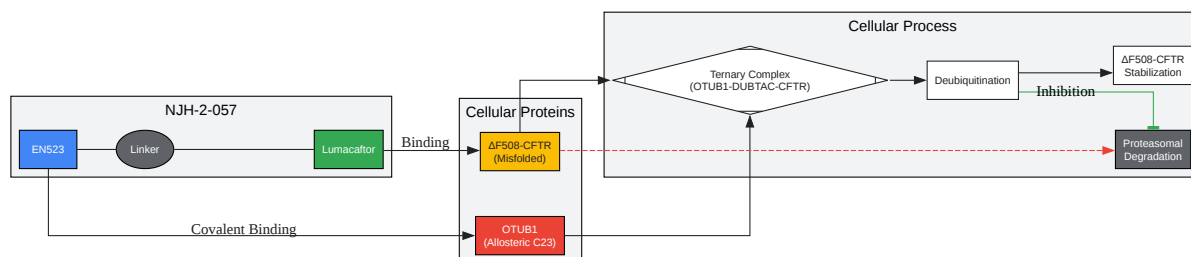 NJH-2-057
EN523
Linker
Lumacaftor
Binding
Covalent Binding
Cellular Proteins
ΔF508-CFTR
(Misfolded)
OTUB1
(Allosteric C23)
Cellular Process
Ternary Complex
(OTUB1-DUBTAC-CFTR)
Deubiquitination
Inhibition
ΔF508-CFTR
Stabilization
Proteasomal
Degradation